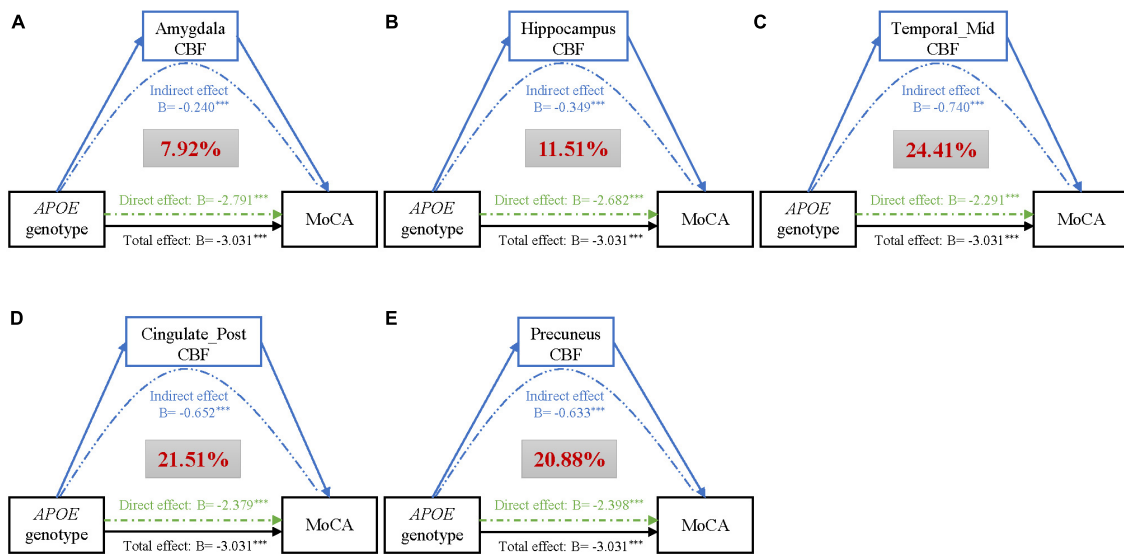 A
Amygdala
CBF
Indirect effect
B= -0.240***
7.92%
APOE
genotype
Direct effect: B= -2.791***
Total effect: B= -3.031***
MoCA
B
Hippocampus
CBF
Indirect effect
B= -0.349***
11.51%
APOE
genotype
Direct effect: B= -2.682***
Total effect: B= -3.031***
MoCA
C
Temporal_Mid
CBF
Indirect effect
B= -0.740***
24.41%
APOE
genotype
Direct effect: B= -2.291***
Total effect: B= -3.031***
MoCA
D
Cingulate_Post
CBF
Indirect effect
B= -0.652***
21.51%
APOE
genotype
Direct effect: B= -2.379***
Total effect: B= -3.031***
MoCA
E
Precuneus
CBF
Indirect effect
B= -0.633***
20.88%
APOE
genotype
Direct effect: B= -2.398***
Total effect: B= -3.031***
MoCA